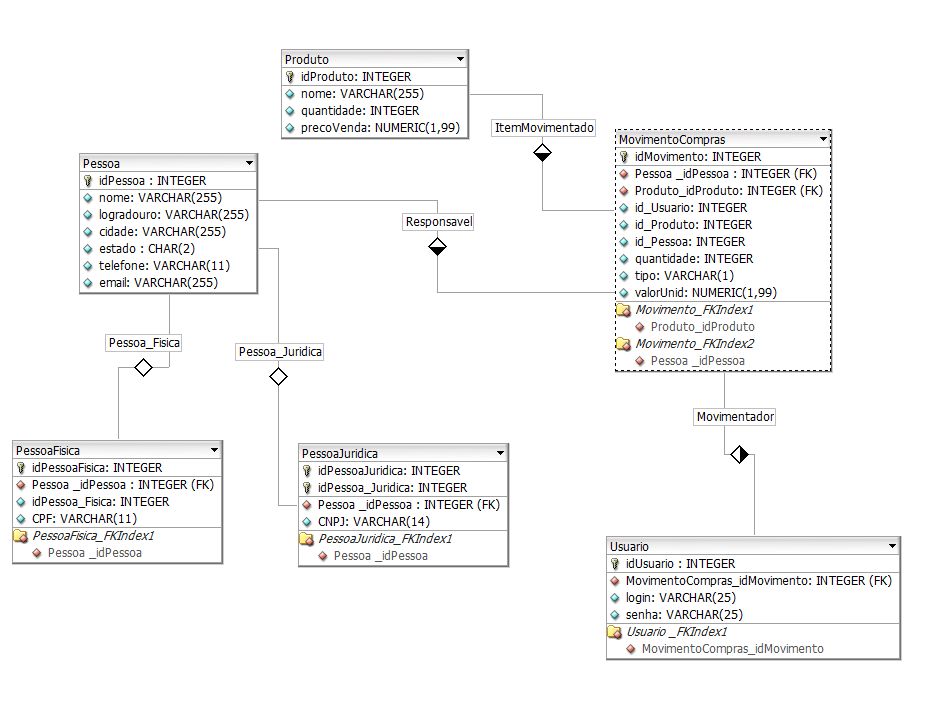 Produto
idProduto: INTEGER
nome: VARCHAR(255)
quantidade: INTEGER
precoVenda: NUMERIC(1,99)
ItemMovimentado
MovimentoCompras
idMovimento: INTEGER
Pessoa _idPessoa : INTEGER (FK)
Produto_idProduto: INTEGER (FK)
id_Usuario: INTEGER
id_Produto: INTEGER
id_Pessoa: INTEGER
quantidade: INTEGER
tipo: VARCHAR(1)
valorUnid: NUMERIC(1,99)
Movimento_FKIndex1
Produto_idProduto
Movimento_FKIndex2
Pessoa _idPessoa
Pessoa
idPessoa : INTEGER
nome: VARCHAR(255)
logradouro: VARCHAR(255)
cidade: VARCHAR(255)
estado : CHAR(2)
telefone: VARCHAR(11)
email: VARCHAR(255)
Responsavel
Pessoa_Fisica
Pessoa_Juridica
Movimentador
PessoaFisica
idPessoaFisica: INTEGER
Pessoa _idPessoa : INTEGER (FK)
idPessoa_Fisica: INTEGER
CPF: VARCHAR(11)
PessoaFisica_FKIndex1
Pessoa _idPessoa
PessoaJuridica
idPessoaJuridica: INTEGER
idPessoa_Juridica: INTEGER
Pessoa _idPessoa : INTEGER (FK)
CNPJ: VARCHAR(14)
PessoaJuridica_FKIndex1
Pessoa _idPessoa
Usuario
idUsuario : INTEGER
MovimentoCompras_idMovimento: INTEGER (FK)
login: VARCHAR(25)
senha: VARCHAR(25)
Usuario _FKIndex1
MovimentoCompras_idMovimento